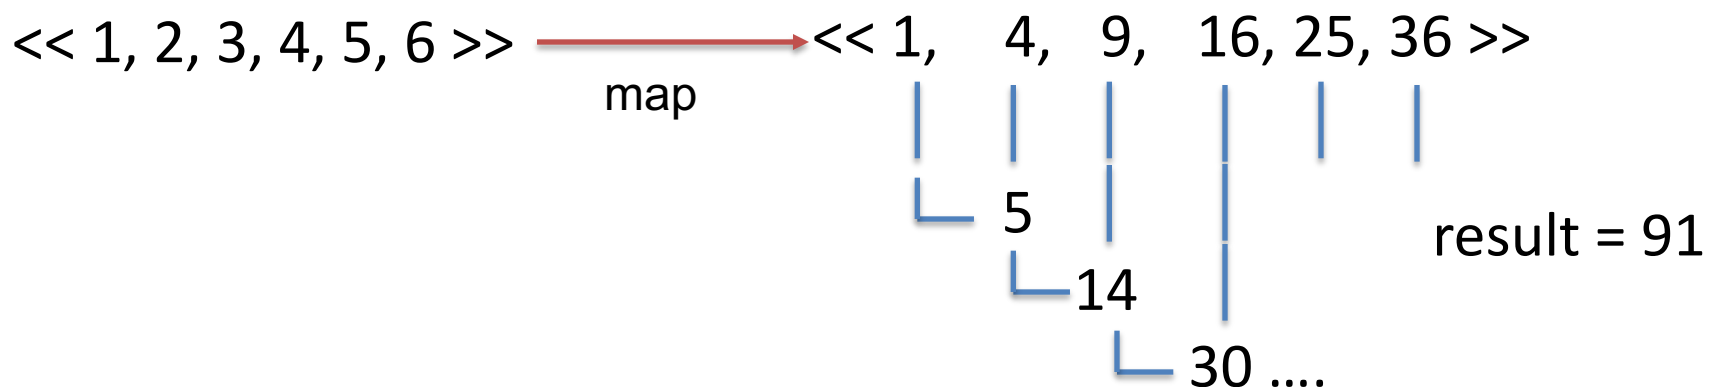 << 1, 2, 3, 4, 5, 6 >>
map
<< 1, 4, 9, 16, 25, 36 >>
5
14
30 ....
result = 91